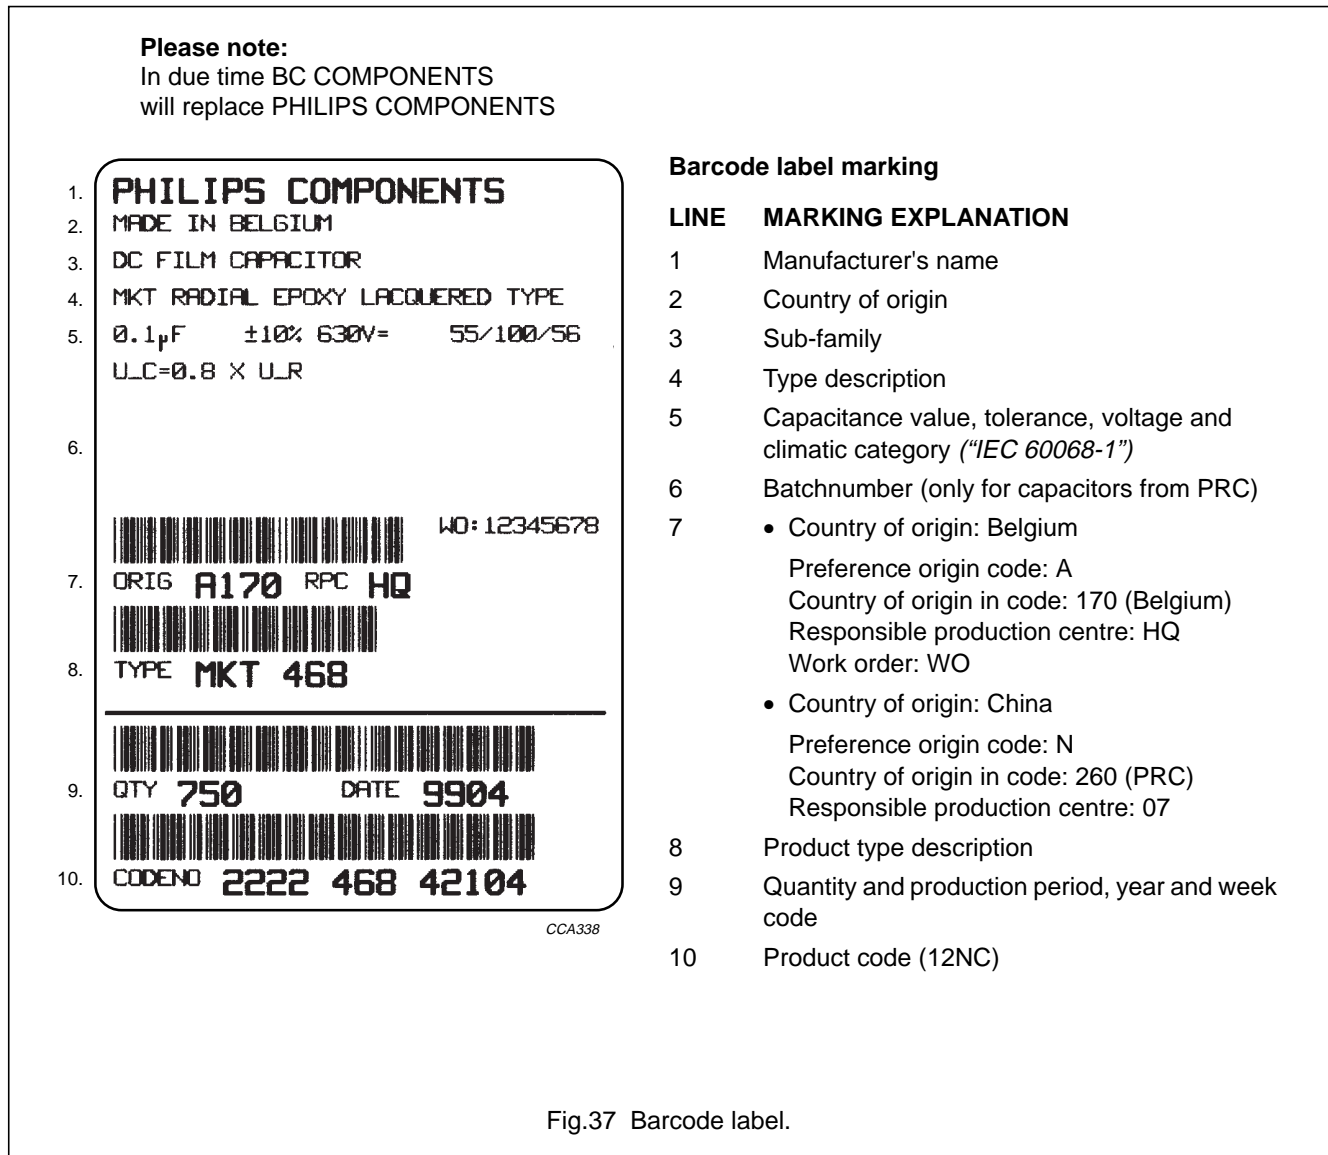 Please note:
In due time BC COMPONENTS
will replace PHILIPS COMPONENTS
1. PHILIPS COMPONENTS
2. MADE IN BELGIUM
3. DC FILM CAPACITOR
4. MKT RADIAL EPOXY LACQUERED TYPE
5. 0.1µF ±10% 630V= 55/100/56
U_C=0.8 X U_R
6.
WO:12345678
7. ORIG A170 RPC HQ
8. TYPE MKT 468
9. QTY 750 DATE 9904
10. CODENO 2222 468 42104
CCA338
Barcode label marking
LINE MARKING EXPLANATION
1 Manufacturer's name
2 Country of origin
3 Sub-family
4 Type description
5 Capacitance value, tolerance, voltage and
climatic category (“IEC 60068-1”)
6 Batchnumber (only for capacitors from PRC)
7 • Country of origin: Belgium
Preference origin code: A
Country of origin in code: 170 (Belgium)
Responsible production centre: HQ
Work order: WO
• Country of origin: China
Preference origin code: N
Country of origin in code: 260 (PRC)
Responsible production centre: 07
8 Product type description
9 Quantity and production period, year and week
code
10 Product code (12NC)
Fig.37 Barcode label.